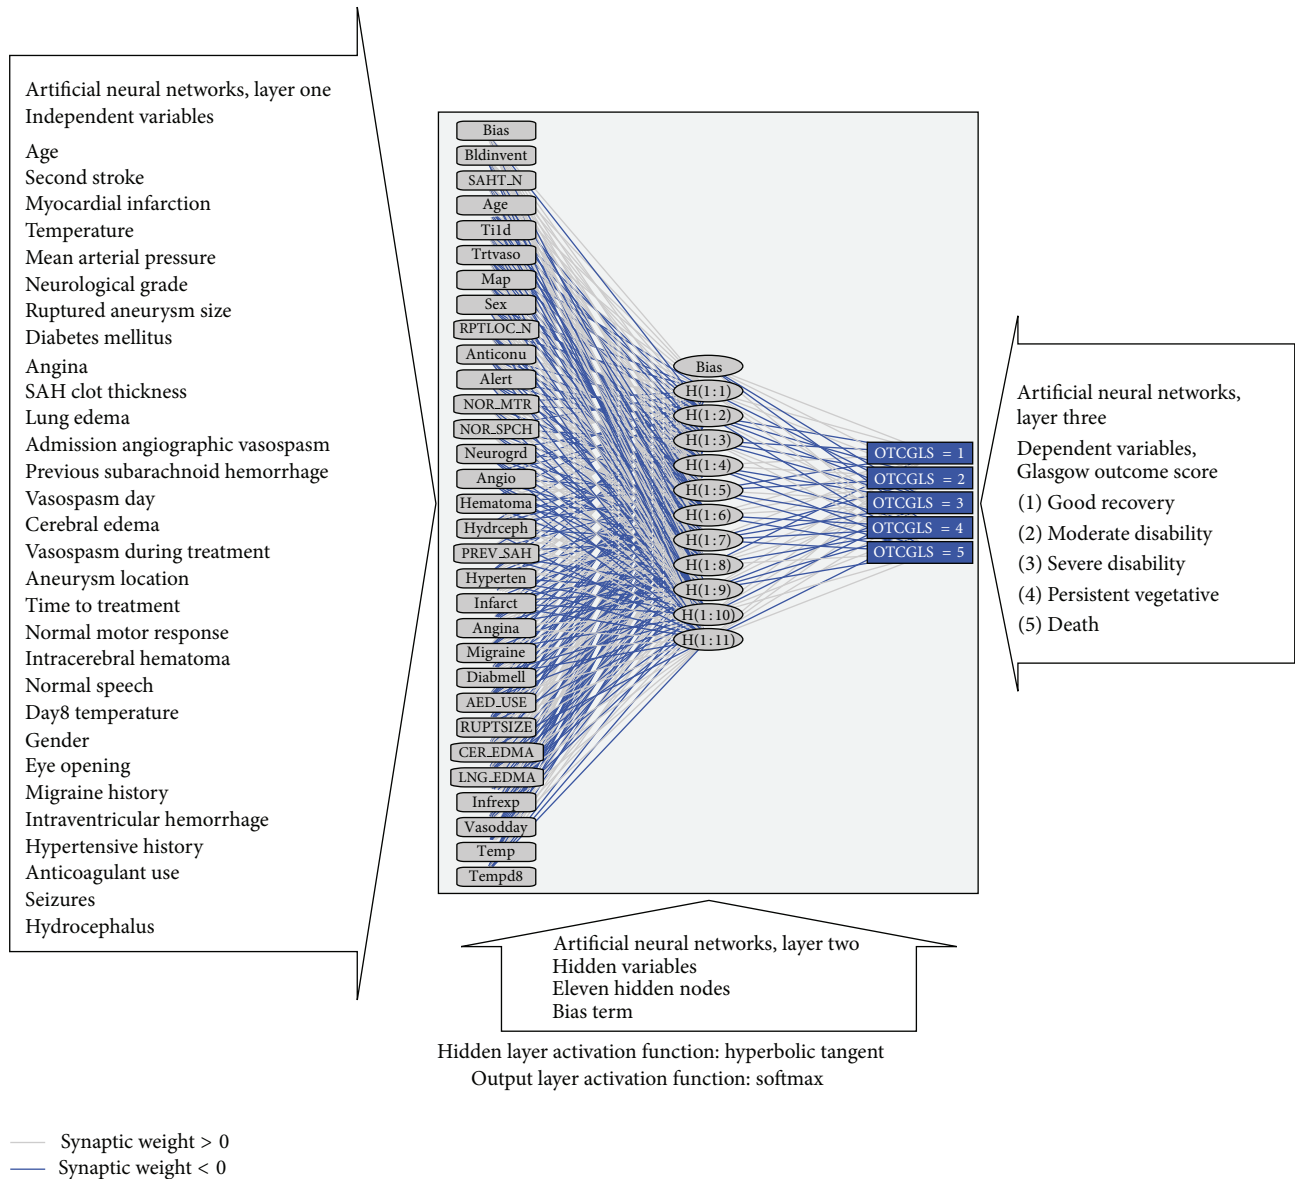 Artificial neural networks, layer one
Independent variables
Age
Second stroke
Myocardial infarction
Temperature
Mean arterial pressure
Neurological grade
Ruptured aneurysm size
Diabetes mellitus
Angina
SAH clot thickness
Lung edema
Admission angiographic vasospasm
Previous subarachnoid hemorrhage
Vasospasm day
Cerebral edema
Vasospasm during treatment
Aneurysm location
Time to treatment
Normal motor response
Intracerebral hematoma
Normal speech
Day8 temperature
Gender
Eye opening
Migraine history
Intraventricular hemorrhage
Hypertensive history
Anticoagulant use
Seizures
Hydrocephalus
Bias
Bldinvent
SAHT_N
Age
Ti1d
Trtvaso
Map
Sex
RPTLOC_N
Anticonu
Alert
NOR_MTR
NOR_SPCH
Neurogrd
Angio
Hematoma
Hydrceph
PREV_SAH
Hyperten
Infarct
Angina
Migraine
Diabmell
AED_USE
RUPTSIZE
CER_EDMA
LNG_EDMA
Infrexp
Vasodday
Temp
Tempd8
Bias
H(1:1)
H(1:2)
H(1:3)
H(1:4)
H(1:5)
H(1:6)
H(1:7)
H(1:8)
H(1:9)
H(1:10)
H(1:11)
OTCGLS = 1
OTCGLS = 2
OTCGLS = 3
OTCGLS = 4
OTCGLS = 5
Artificial neural networks,
layer three
Dependent variables,
Glasgow outcome score
(1) Good recovery
(2) Moderate disability
(3) Severe disability
(4) Persistent vegetative
(5) Death
Artificial neural networks, layer two
Hidden variables
Eleven hidden nodes
Bias term
Hidden layer activation function: hyperbolic tangent
Output layer activation function: softmax
Synaptic weight > 0
Synaptic weight < 0